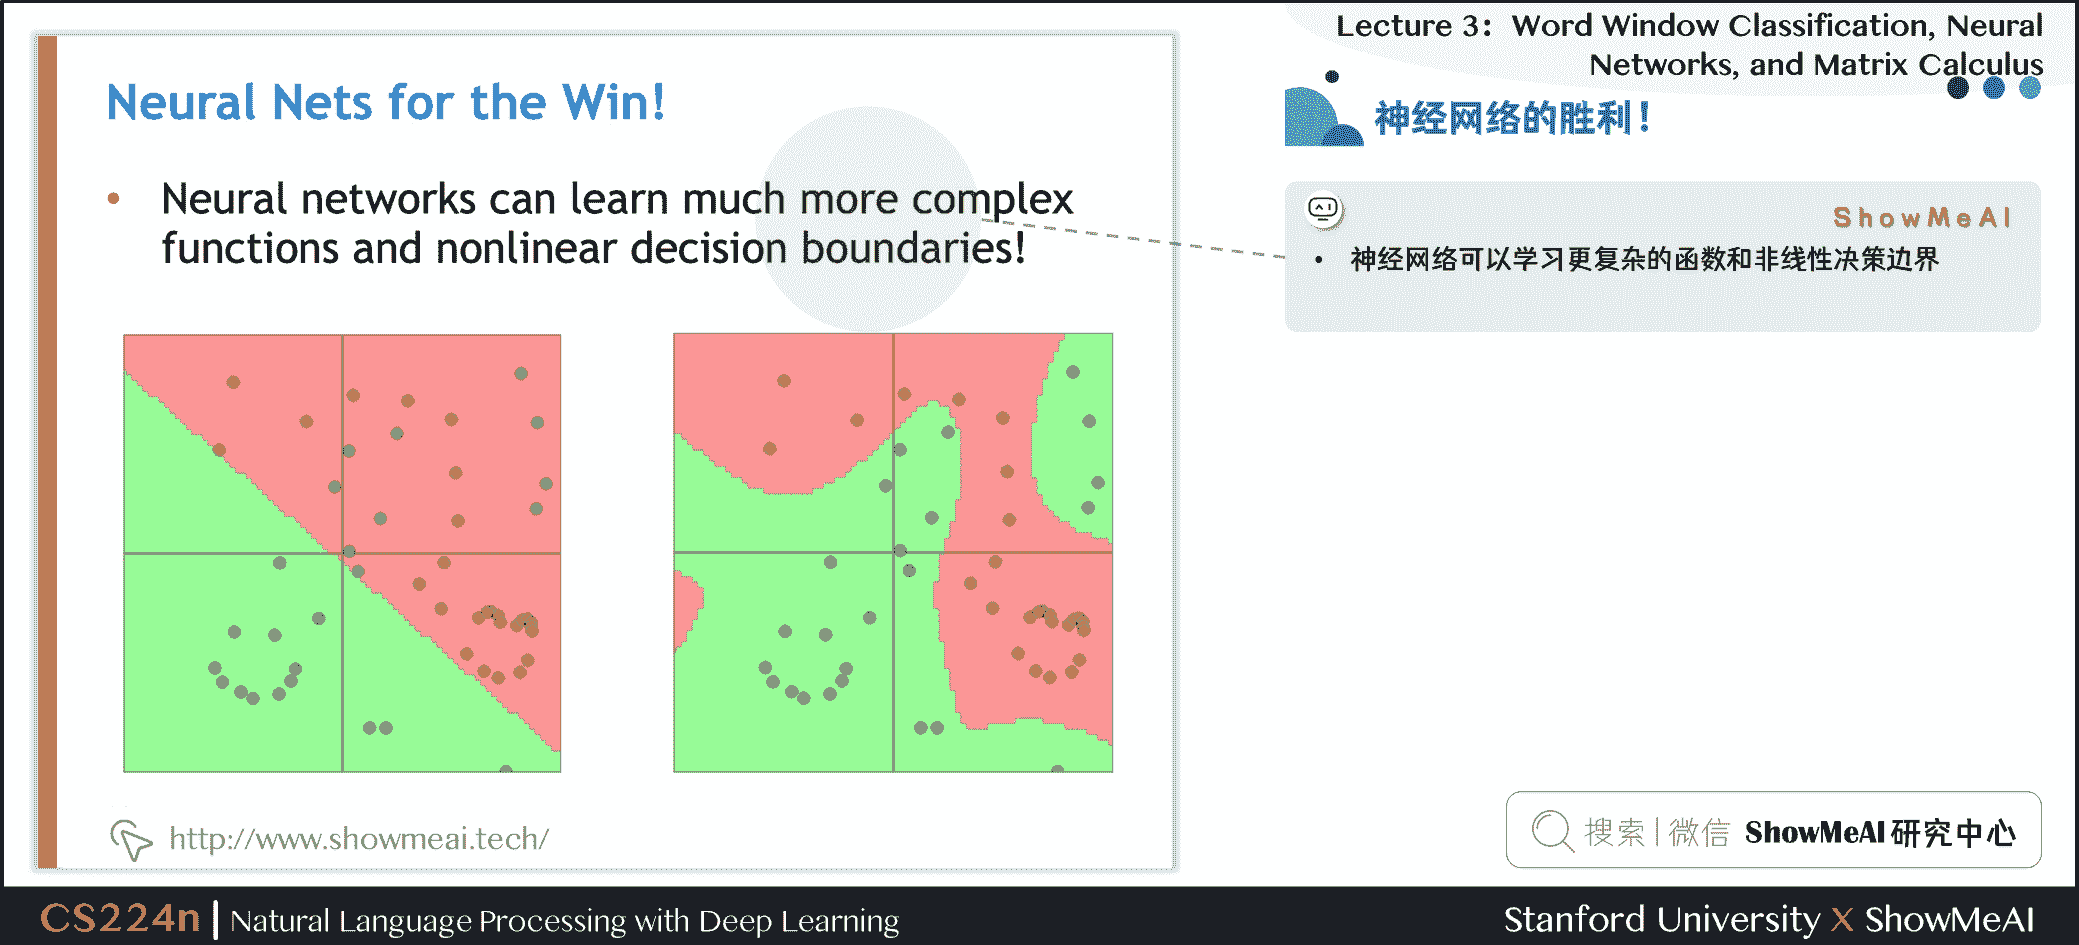 Lecture 3：Word Window Classification, Neural
Networks, and Matrix Calculus
Neural Nets for the Win!
• Neural networks can learn much more complex
functions and nonlinear decision boundaries!
http://www.showmeai.tech/
神经网络的胜利！
ShowMeAI
• 神经网络可以学习更复杂的函数和非线性决策边界
搜索 | 微信 ShowMeAI 研究中心
CS224n | Natural Language Processing with Deep Learning
Stanford University X ShowMeAI